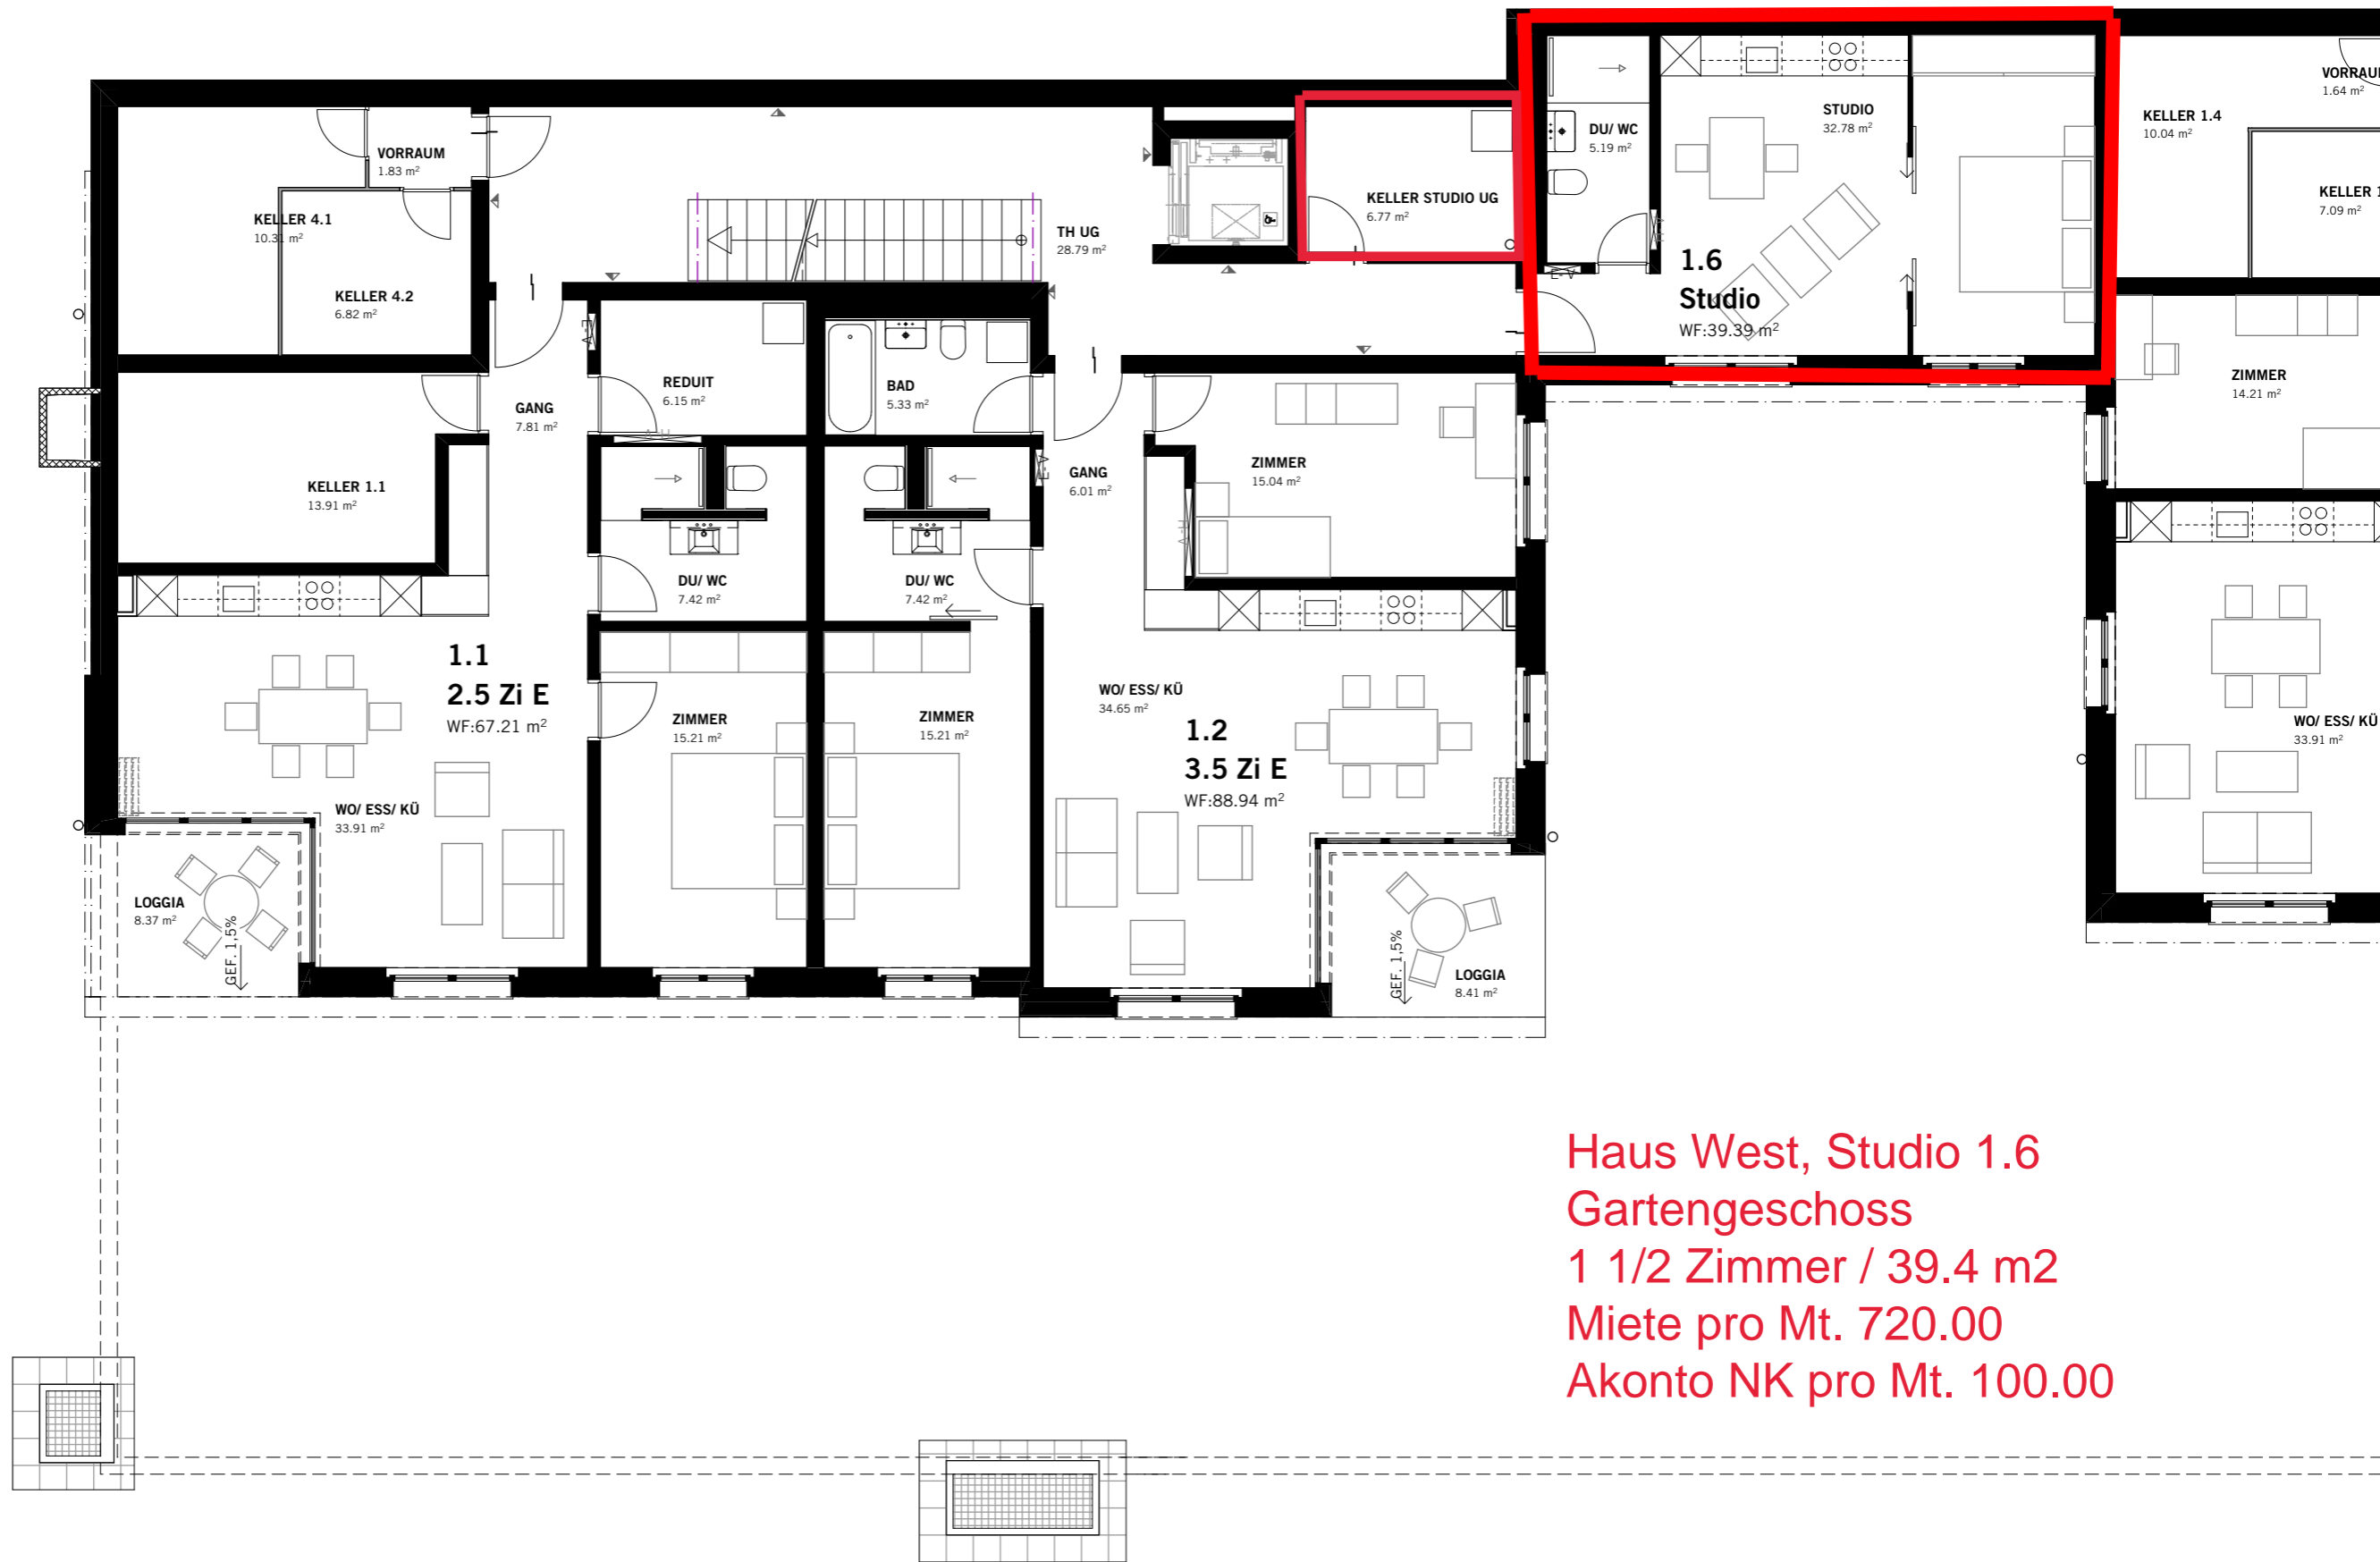 VORRAUM
1.83 m²
KELLER 4.1
10.31 m²
KELLER 4.2
6.82 m²
TH UG
28.79 m²
KELLER STUDIO UG
6.77 m²
DU/ WC
5.19 m²
STUDIO
32.78 m²
1.6
Studio
WF:39.39 m²
E-V
KELLER 1.4
10.04 m²
1.64 m²
7.09 m²
ZIMMER
14.21 m²
REDUIT
6.15 m²
BAD
5.33 m²
GANG
7.81 m²
KELLER 1.1
13.91 m²
GANG
6.01 m²
ZIMMER
15.04 m²
DU/ WC
7.42 m²
DU/ WC
7.42 m²
1.1
2.5 Zi E
WF:67.21 m²
ZIMMER
15.21 m²
ZIMMER
15.21 m²
WO/ ESS/ KÜ
34.65 m²
1.2
3.5 Zi E
WF:88.94 m²
WO/ ESS/ KÜ
33.91 m²
WO/ ESS/ KÜ
33.91 m²
LOGGIA
8.37 m²
GEF. 1,5%
GEF. 1,5%
LOGGIA
8.41 m²
Haus West, Studio 1.6
Gartengeschoss
1 1/2 Zimmer / 39.4 m2
Miete pro Mt. 720.00
Akonto NK pro Mt. 100.00